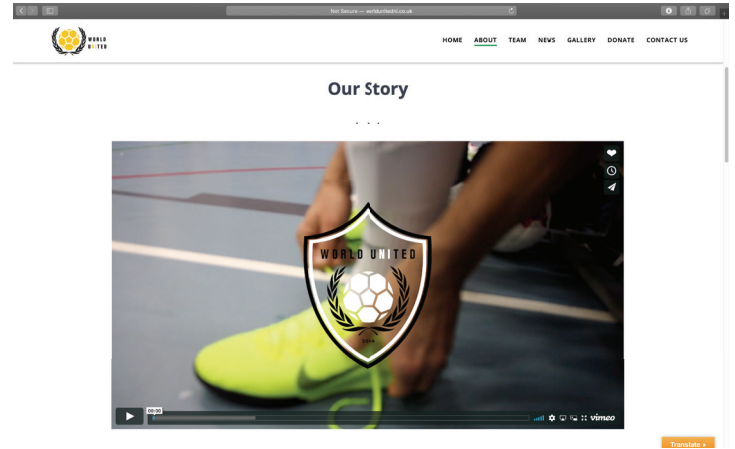 Not Secure — worldunitedni.co.uk
WORLD
UNITED
HOME ABOUT TEAM NEWS GALLERY DONATE CONTACT US
Our Story
. . .
WORLD UNITED
2014
00:00
vimeo
Translate »